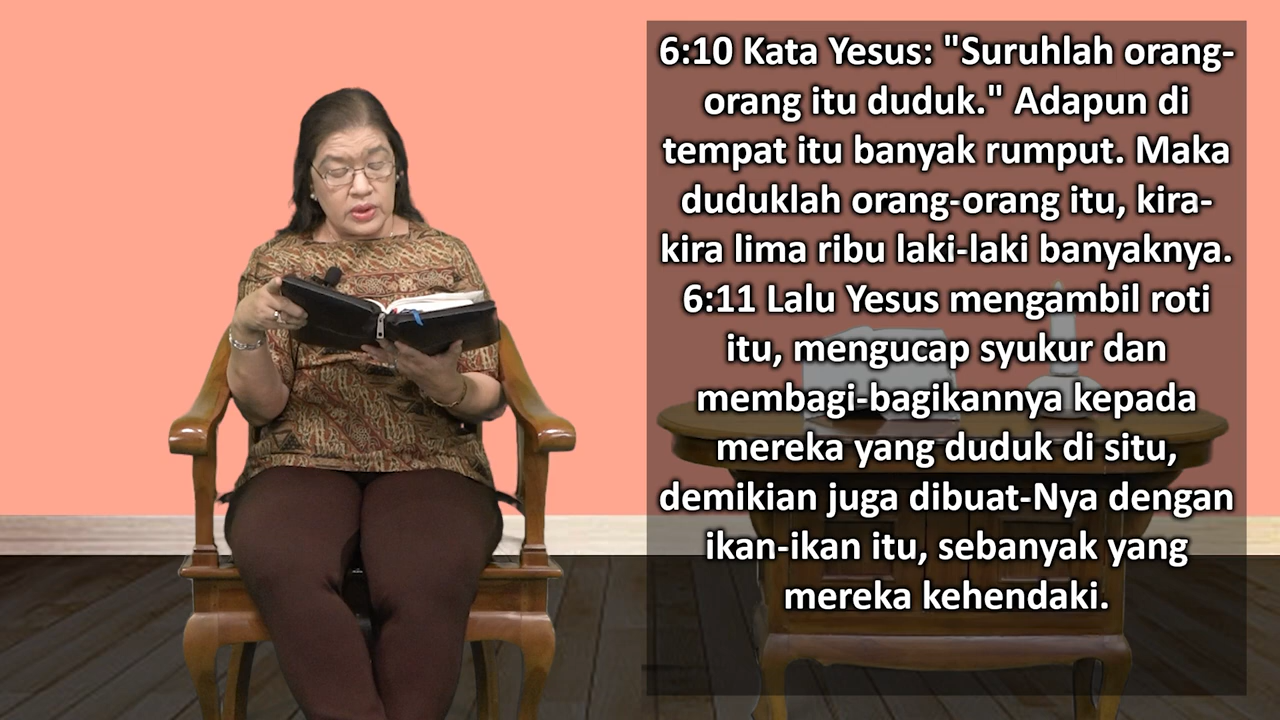 6:10 Kata Yesus: "Suruhlah orang-
orang itu duduk." Adapun di
tempat itu banyak rumput. Maka
duduklah orang-orang itu, kira-
kira lima ribu laki-laki banyaknya.
6:11 Lalu Yesus mengambil roti
itu, mengucap syukur dan
membagi-bagikannya kepada
mereka yang duduk di situ,
demikian juga dibuat-Nya dengan
ikan-ikan itu, sebanyak yang
mereka kehendaki.